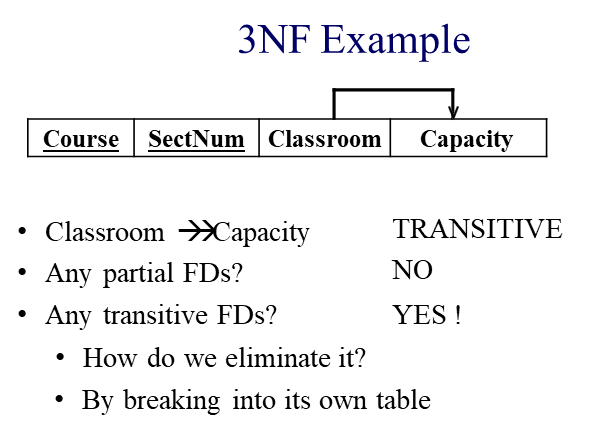 3NF Example
Course SectNum Classroom Capacity
• Classroom →→Capacity TRANSITIVE
• Any partial FDs? NO
• Any transitive FDs? YES !
• How do we eliminate it?
• By breaking into its own table